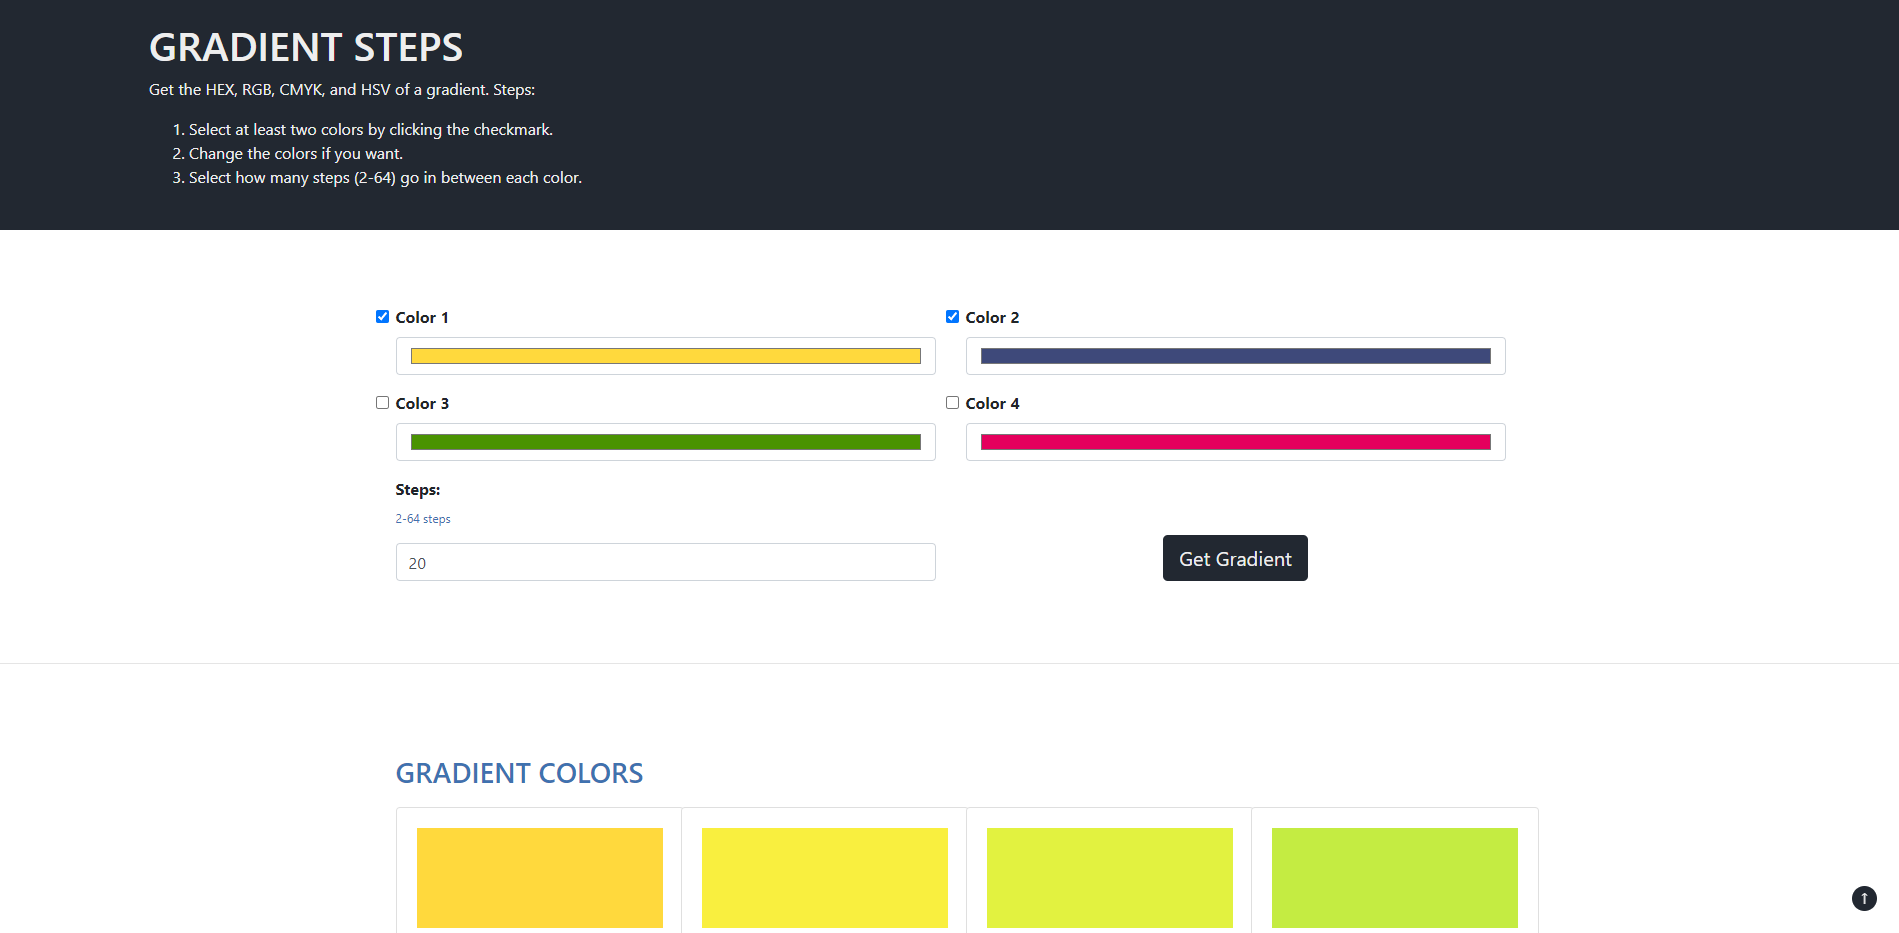 GRADIENT STEPS
Get the HEX, RGB, CMYK, and HSV of a gradient. Steps:
1. Select at least two colors by clicking the checkmark.
2. Change the colors if you want.
3. Select how many steps (2-64) go in between each color.
Color 1
Color 2
Color 3
Color 4
Steps:
2-64 steps
20
Get Gradient
GRADIENT COLORS